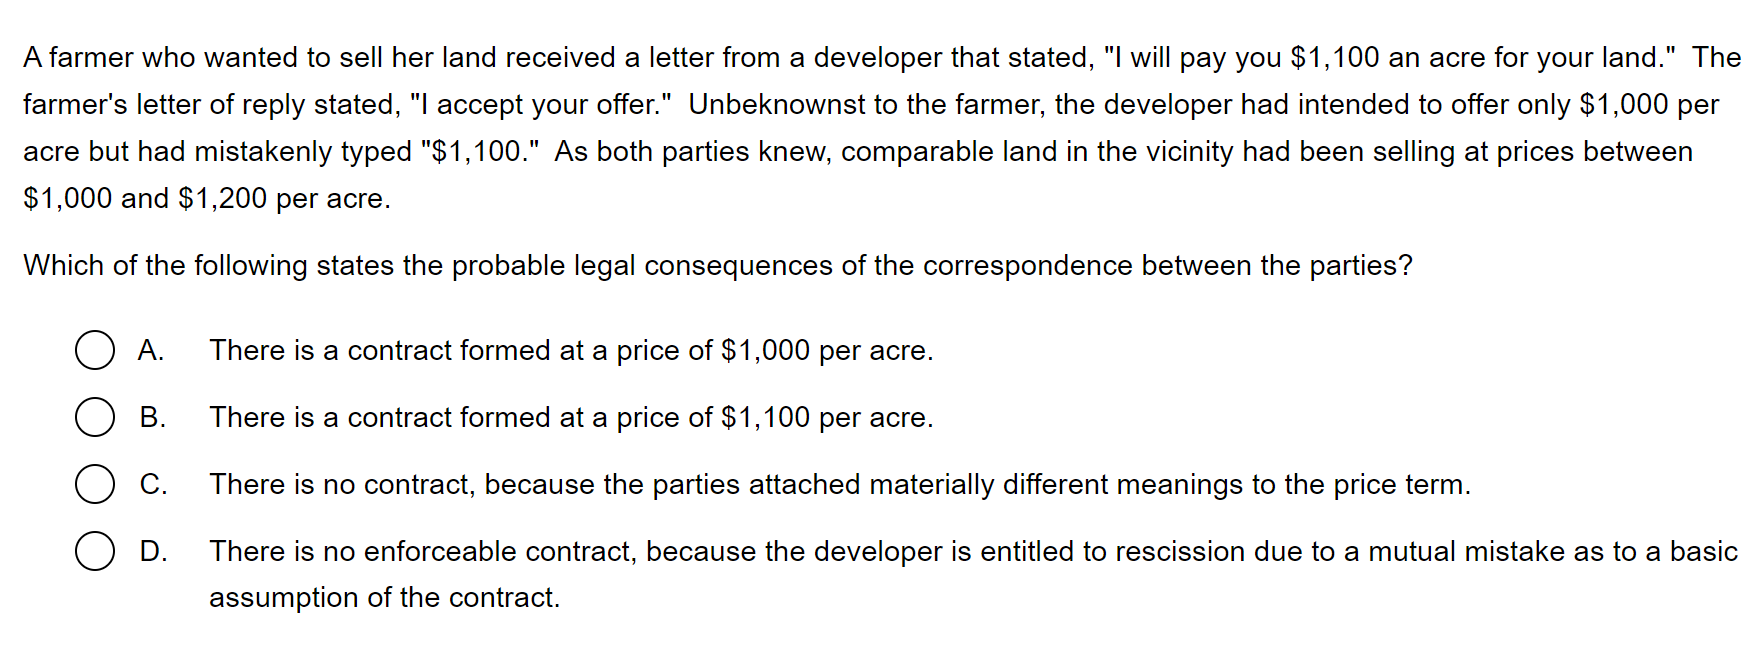 A farmer who wanted to sell her land received a letter from a developer that stated, "I will pay you $1,100 an acre for your land."  The
farmer's letter of reply stated, "I accept your offer."  Unbeknownst to the farmer, the developer had intended to offer only $1,000 per
acre but had mistakenly typed "$1,100."  As both parties knew, comparable land in the vicinity had been selling at prices between
$1,000 and $1,200 per acre.
Which of the following states the probable legal consequences of the correspondence between the parties?
A. There is a contract formed at a price of $1,000 per acre.
B. There is a contract formed at a price of $1,100 per acre.
C. There is no contract, because the parties attached materially different meanings to the price term.
D. There is no enforceable contract, because the developer is entitled to rescission due to a mutual mistake as to a basic
assumption of the contract.